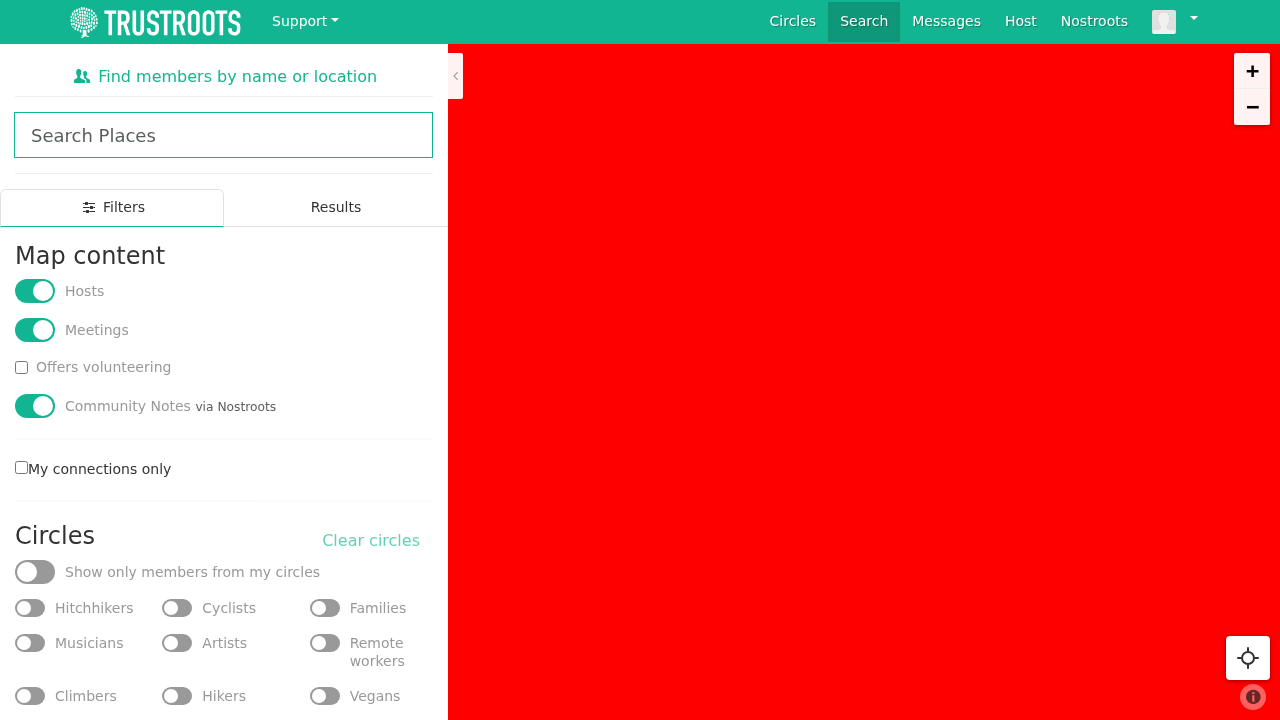 TRUSTROOTS
Support
Circles
Search
Messages
Host
Nostroots
Find members by name or location
Search Places
Filters
Results
Map content
Hosts
Meetings
Offers volunteering
Community Notes via Nostroots
My connections only
Circles
Clear circles
Show only members from my circles
Hitchhikers
Cyclists
Families
Musicians
Artists
Remote
workers
Climbers
Hikers
Vegans